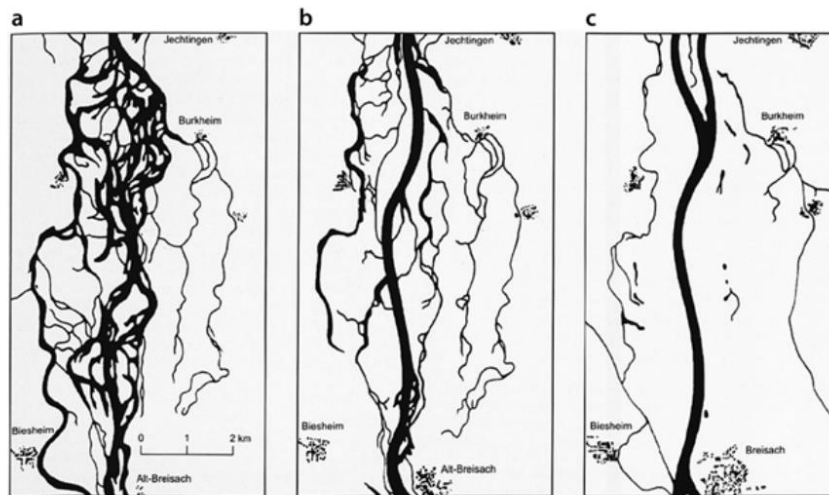 a
Jechtingen
Burkheim
0 1 2 km
Biesheim
Alt-Breisach
b
Jechtingen
Burkheim
Biesheim
Alt-Breisach
c
Jechtingen
Burkheim
Biesheim
Breisach